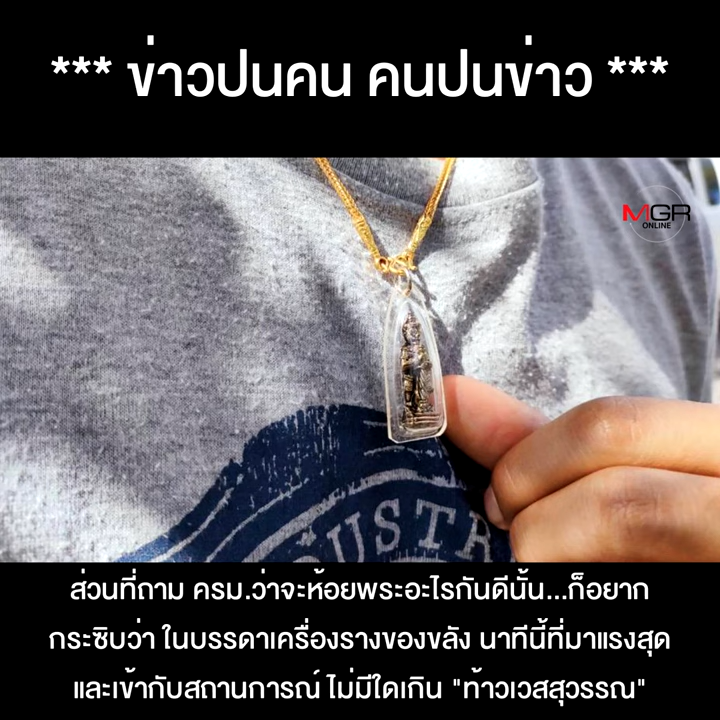 *** ข่าวปนคน คนปนข่าว ***
MGR
ONLINE
USTR
ส่วนที่ถาม ครม.ว่าจะห้อยพระอะไรกันดีนั้น...ก็อยาก
กระซิบว่า ในบรรดาเครื่องรางของขลัง นาทีนี้ที่มาแรงสุด
และเข้ากับสถานการณ์ ไม่มีใดเกิน "ท้าวเวสสุวรรณ"